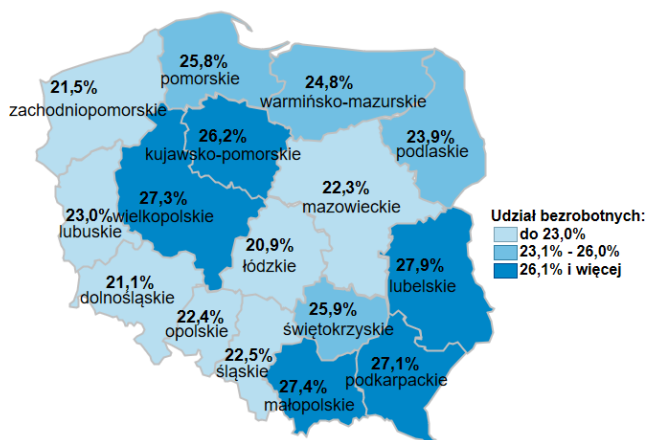 25,8%
pomorskie
24,8%
warmińsko-mazurskie
21,5%
zachodniopomorskie
26,2%
kujawsko-pomorskie
23,9%
podlaskie
27,3%
wielkopolskie
22,3%
mazowieckie
23,0%
lubuskie
20,9%
łódzkie
Udział bezrobotnych:
do 23,0%
23,1% - 26,0%
26,1% i więcej
27,9%
lubelskie
21,1%
dolnośląskie
22,4%
opolskie
25,9%
świętokrzyskie
22,5%
śląskie
27,4%
małopolskie
27,1%
podkarpackie